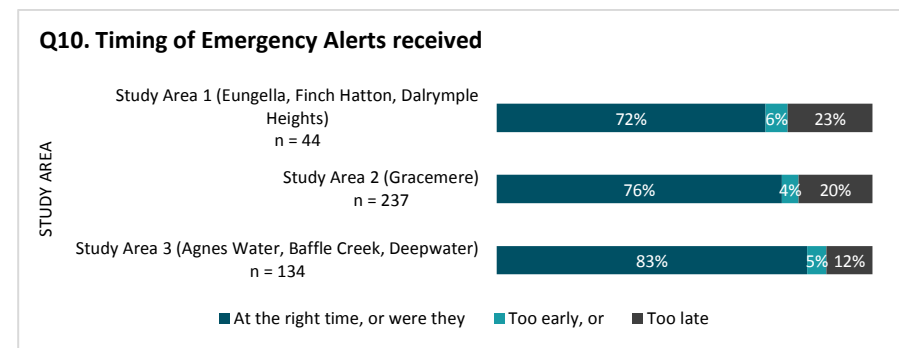 Q10. Timing of Emergency Alerts received
Study Area 1 (Eungella, Finch Hatton, Dalrymple
Heights)
n = 44
72% 6% 23%
STUDY AREA
Study Area 2 (Gracemere)
n = 237
76% 4% 20%
Study Area 3 (Agnes Water, Baffle Creek, Deepwater)
n = 134
83% 5% 12%
At the right time, or were they Too early, or Too late